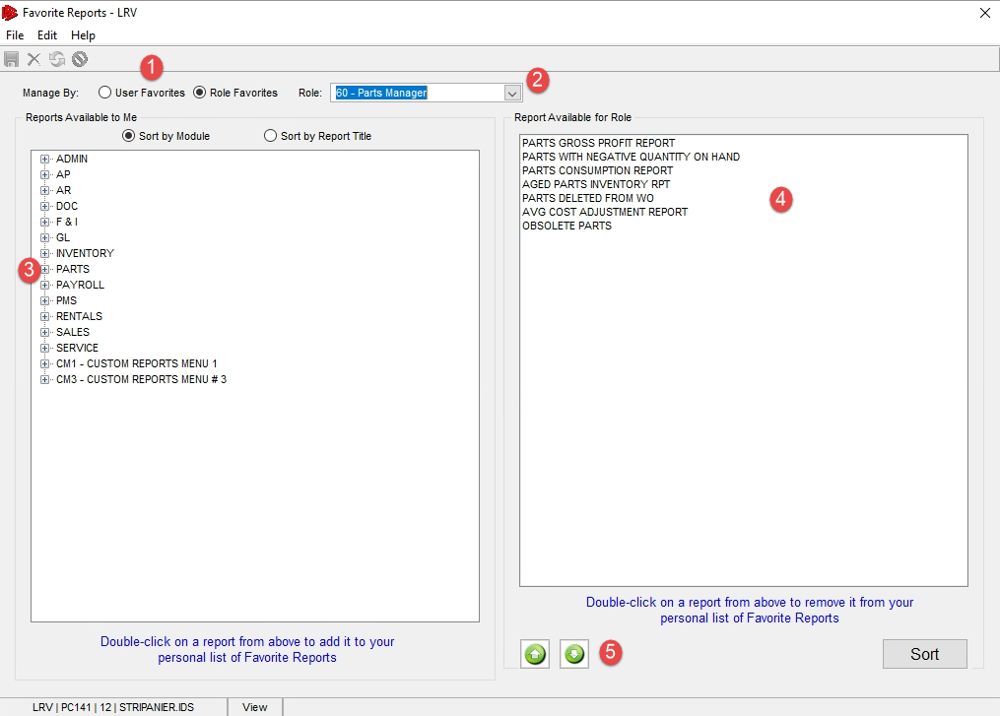 Favorite Reports - LRV
File Edit Help
1
2
Manage By: User Favorites Role Favorites Role: 60 - Parts Manager
Reports Available to Me
Sort by Module Sort by Report Title
ADMIN
AP
AR
DOC
F & I
GL
INVENTORY
3
PARTS
PAYROLL
PMS
RENTALS
SALES
SERVICE
CM1 - CUSTOM REPORTS MENU 1
CM3 - CUSTOM REPORTS MENU # 3
Double-click on a report from above to add it to your
personal list of Favorite Reports
Report Available for Role
PARTS GROSS PROFIT REPORT
PARTS WITH NEGATIVE QUANTITY ON HAND
PARTS CONSUMPTION REPORT
AGED PARTS INVENTORY RPT
PARTS DELETED FROM WO
AVG COST ADJUSTMENT REPORT
OBSOLETE PARTS
4
Double-click on a report from above to remove it from your
personal list of Favorite Reports
5
Sort
LRV | PC141 | 12 | STRIPANIER.IDS View